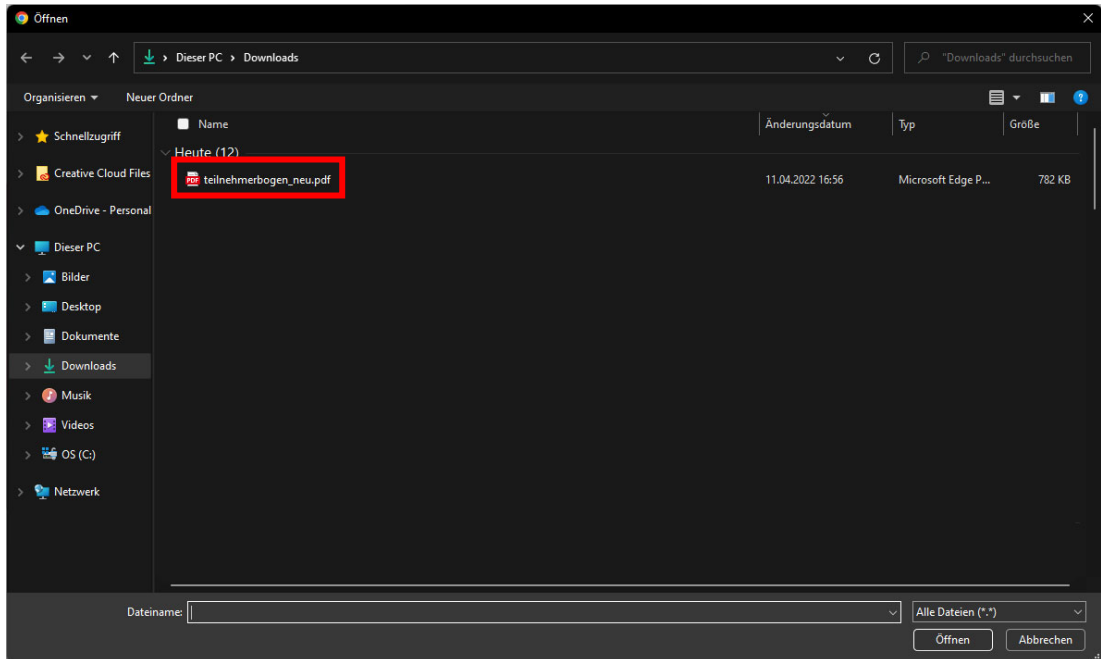 Öffnen
Dieser PC > Downloads
"Downloads" durchsuchen
Organisieren
Neuer Ordner
?
Name
Änderungsdatum
Typ
Größe
Schnellzugriff
Creative Cloud Files
OneDrive - Personal
Dieser PC
Bilder
Desktop
Dokumente
Downloads
Musik
Videos
OS (C:)
Netzwerk
Heute (12)
PDF teilnehmerbogen_neu.pdf
11.04.2022 16:56
Microsoft Edge P...
782 KB
Dateiname:
Alle Dateien (*.*)
Öffnen
Abbrechen